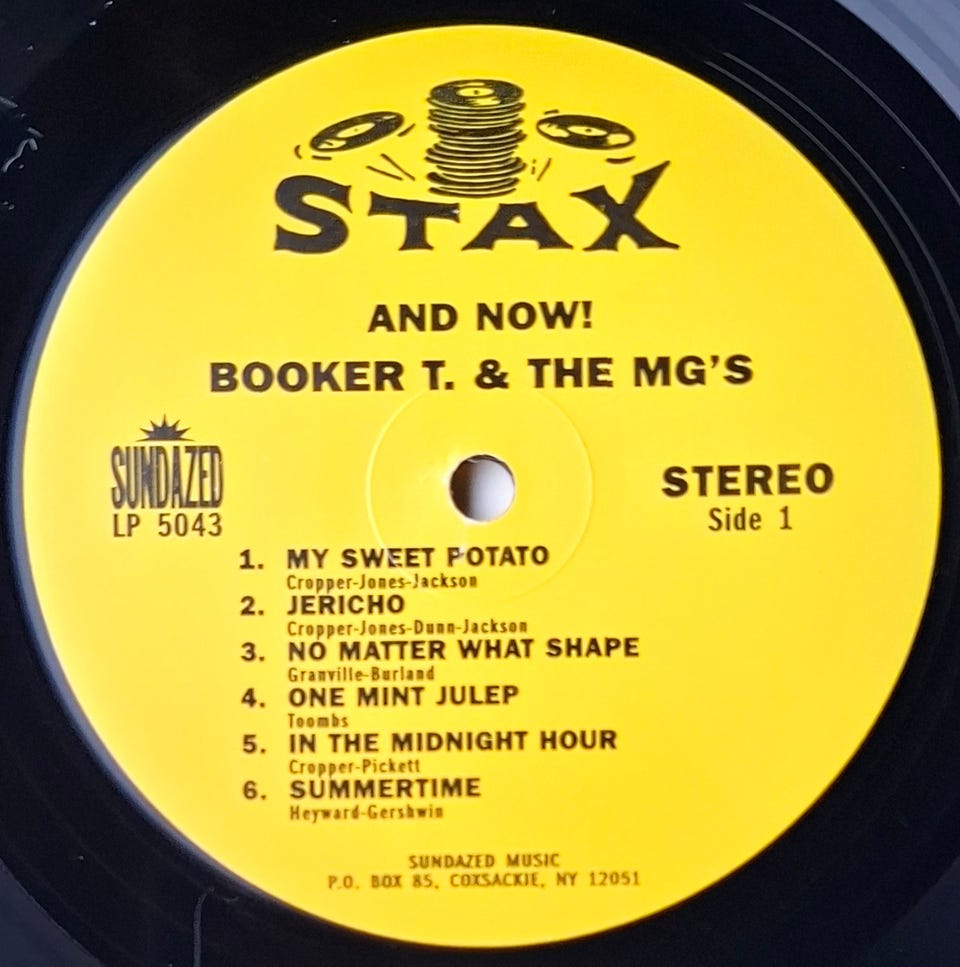 STAX
AND NOW!
BOOKER T. & THE MG'S
SUNDAZED
LP 5043
STEREO
Side 1
1. MY SWEET POTATO
Cropper-Jones-Jackson
2. JERICHO
Cropper-Jones-Dunn-Jackson
3. NO MATTER WHAT SHAPE
Granville-Burland
4. ONE MINT JULEP
Toombs
5. IN THE MIDNIGHT HOUR
Cropper-Pickett
6. SUMMERTIME
Heyward-Gershwin
SUNDAZED MUSIC
P.O. BOX 85, COXSACKIE, NY 12051